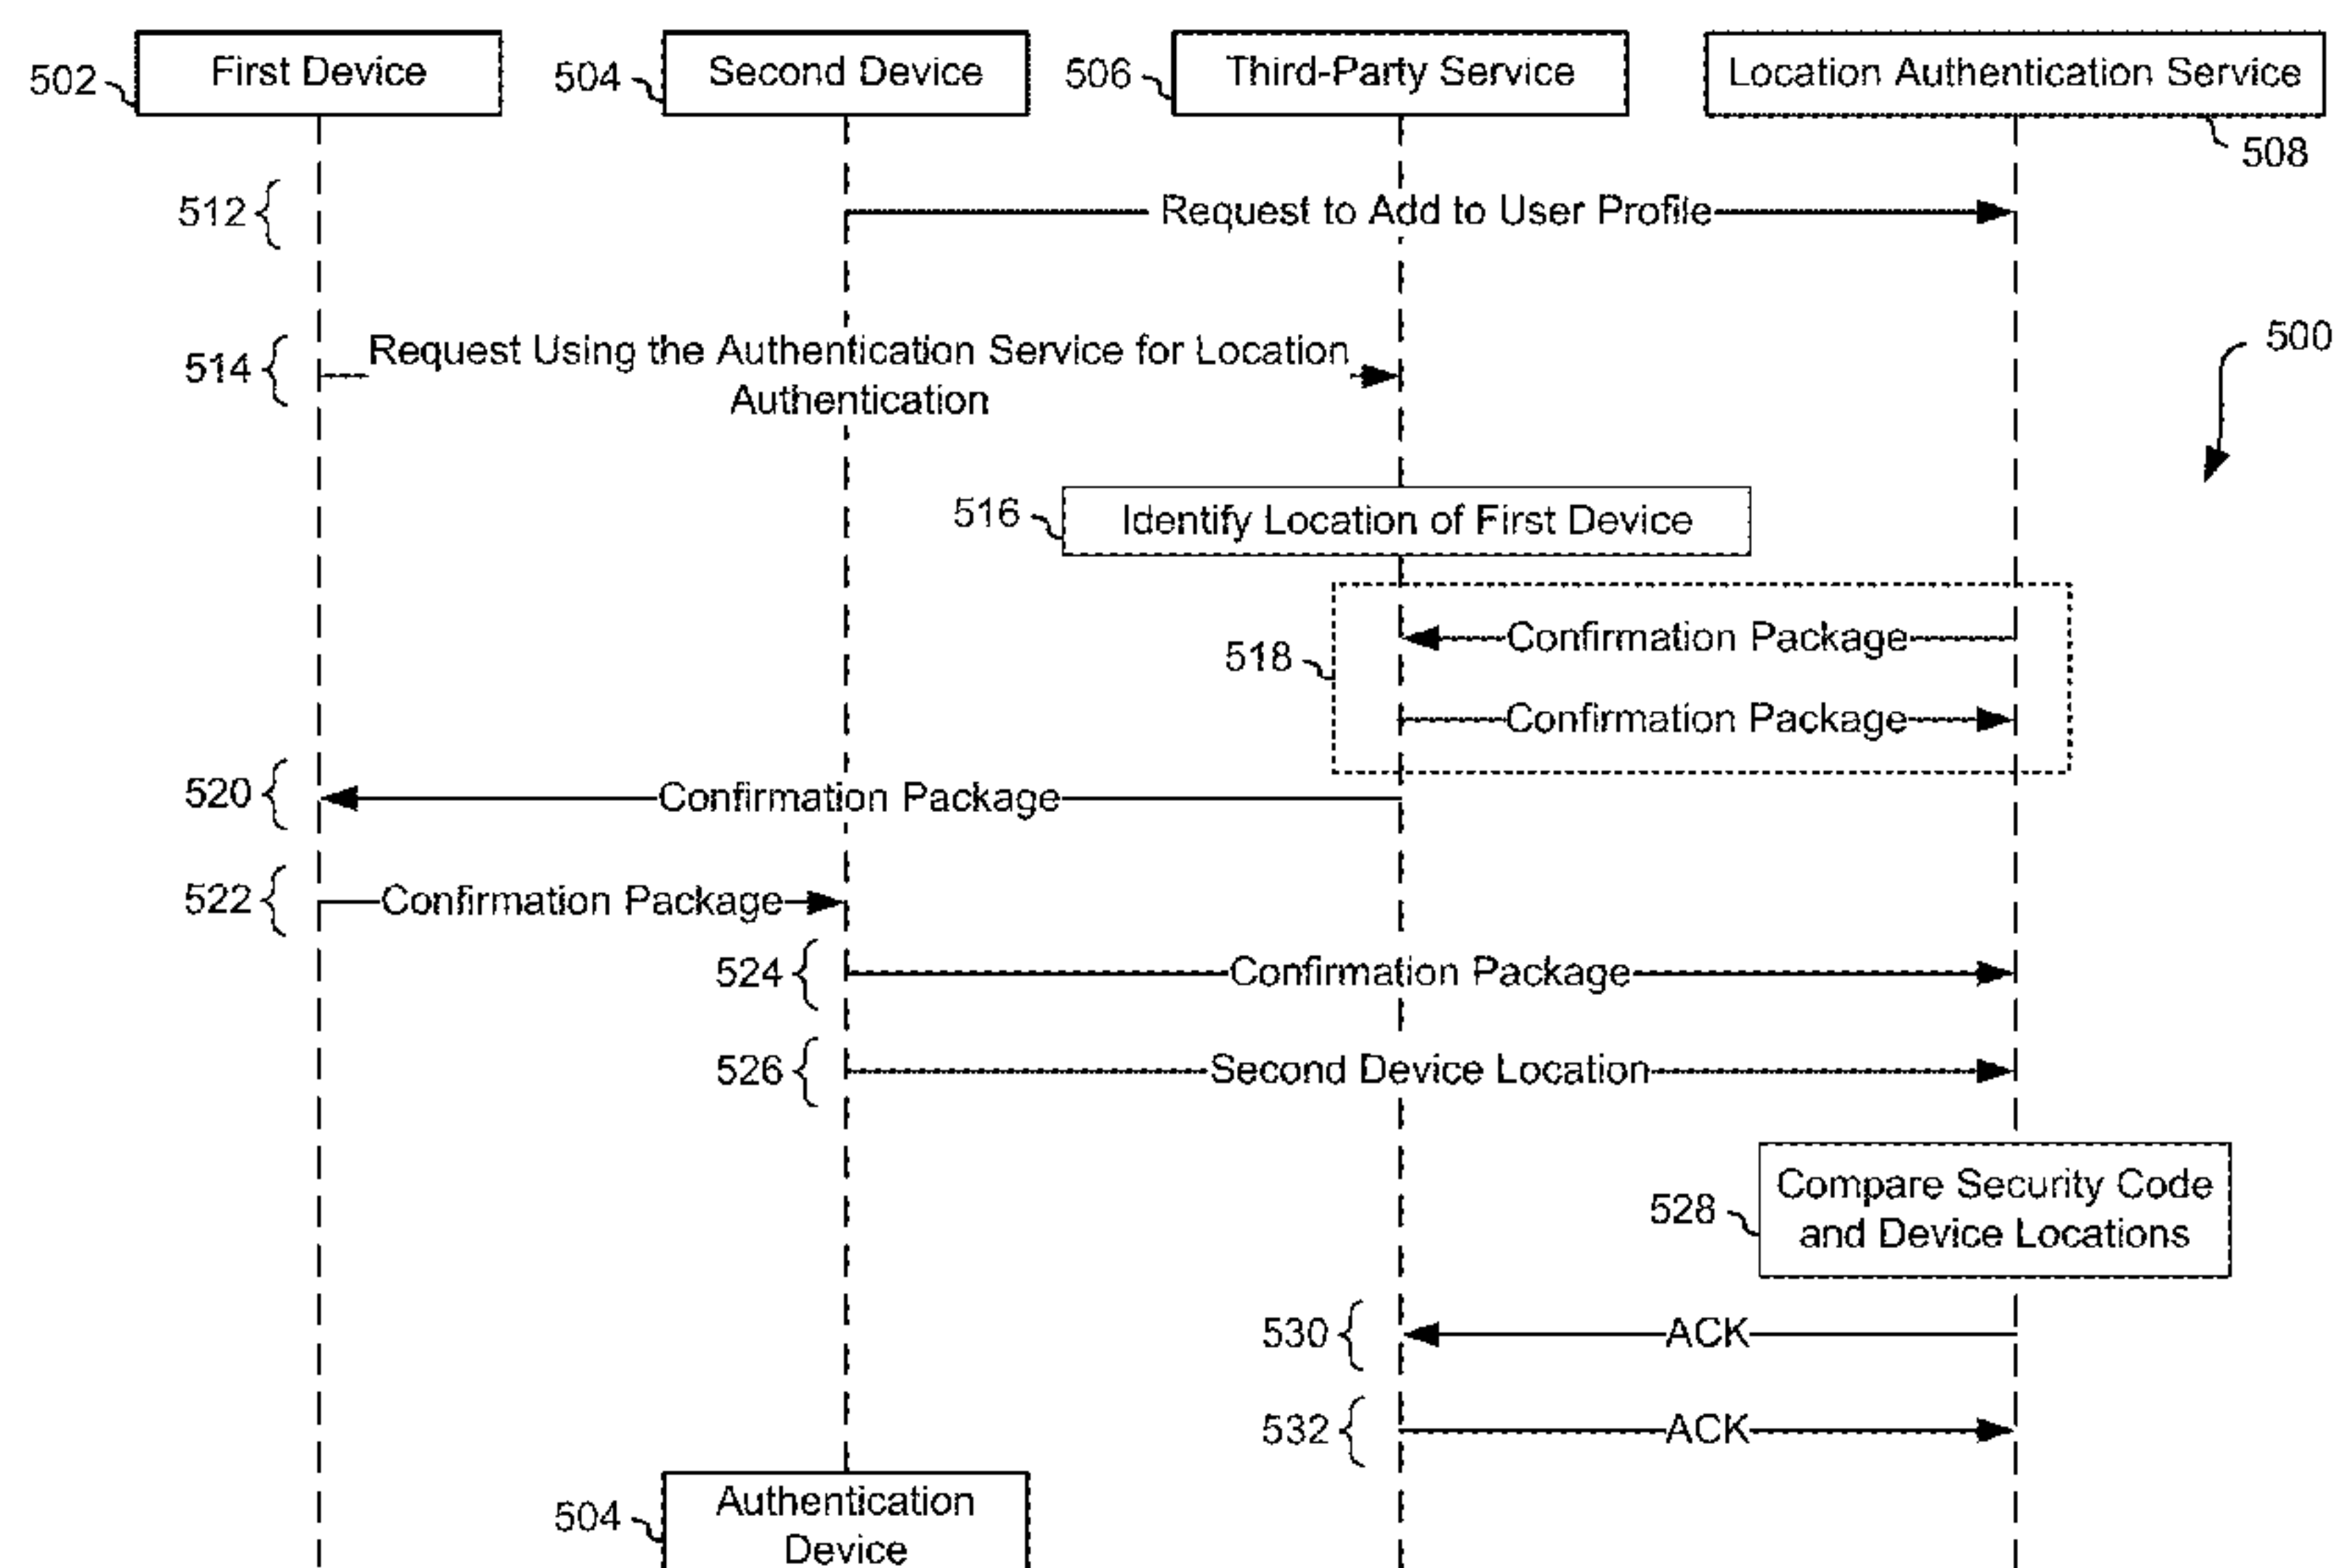 First Device
Second Device
Third-Party Service
Location Authentication Service
502
504
506
508
512
Request to Add to User Profile
514
Request Using the Authentication Service for Location
Authentication
500
516
Identify Location of First Device
518
Confirmation Package
Confirmation Package
520
Confirmation Package
522
Confirmation Package
524
Confirmation Package
526
Second Device Location
528
Compare Security Code
and Device Locations
530
ACK
532
ACK
504
Authentication
Device